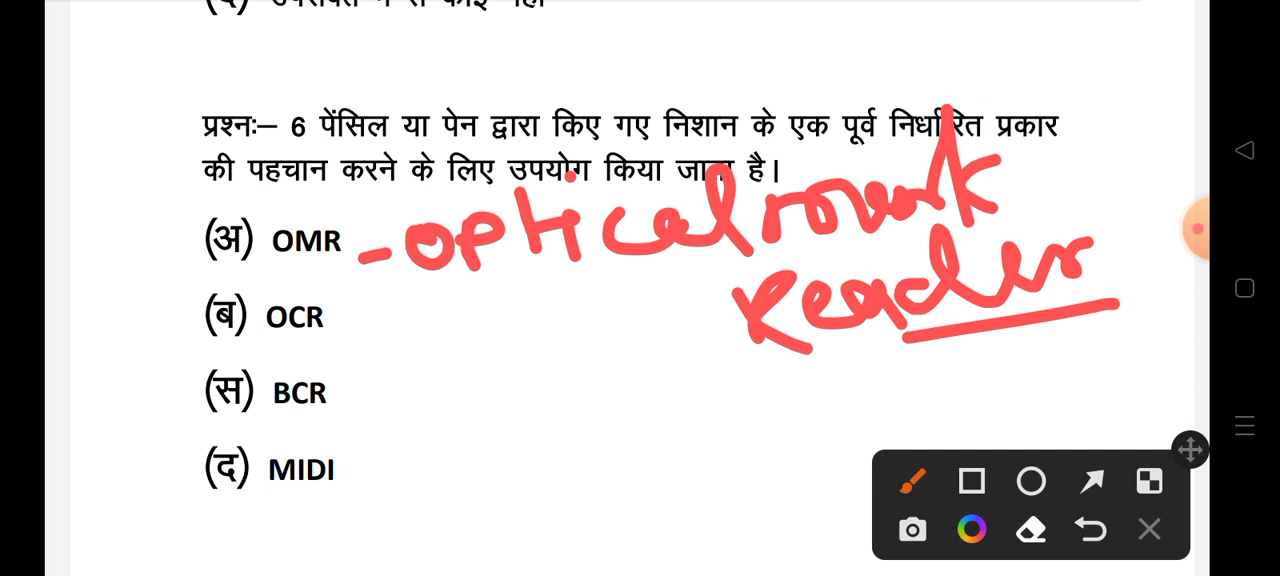 प्रश्नः– 6 पेंसिल या पेन द्वारा किए गए निशान के एक पूर्व निर्धारित प्रकार
की पहचान करने के लिए उपयोग किया जाता है।
(अ) OMR -optical mark
Reader
(ब) OCR
(स) BCR
(द) MIDI